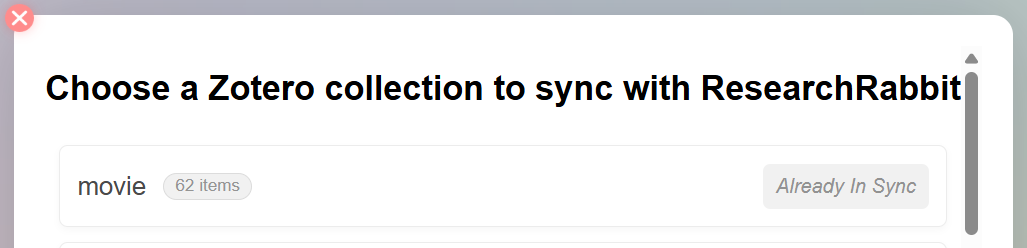 Choose a Zotero collection to sync with ResearchRabbit
movie 62 items Already In Sync